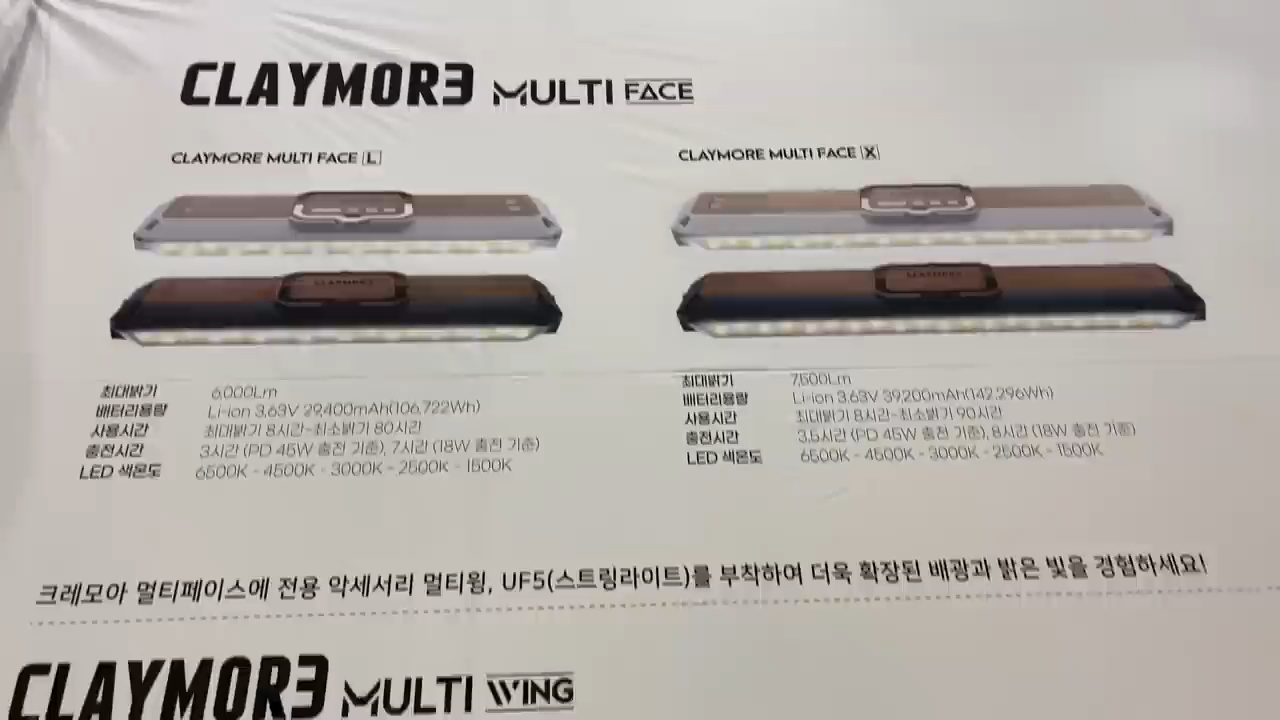 CLAYMOR3 MULTI FACE
CLAYMORE MULTI FACE L
최대밝기 6,000Lm
배터리용량 Li-ion 3.63V 29,400mAh(106.722Wh)
사용시간 최대밝기 8시간~최소밝기 80시간
충전시간 3시간 (PD 45W 충전 기준), 7시간 (18W 충전 기준)
LED 색온도 6500K - 4500K - 3000K - 2500K - 1500K
CLAYMORE MULTI FACE X
CLAYMOR3
최대밝기 7,500Lm
배터리용량 Li-ion 3.63V 39,200mAh(142.296Wh)
사용시간 최대밝기 8시간~최소밝기 90시간
충전시간 3.5시간 (PD 45W 충전 기준), 8시간 (18W 충전 기준)
LED 색온도 6500K - 4500K - 3000K - 2500K - 1500K
크레모아 멀티페이스에 전용 악세서리 멀티윙, UF5(스트링라이트)를 부착하여 더욱 확장된 배광과 밝은 빛을 경험하세요!
CLAYMOR3 MULTI WING